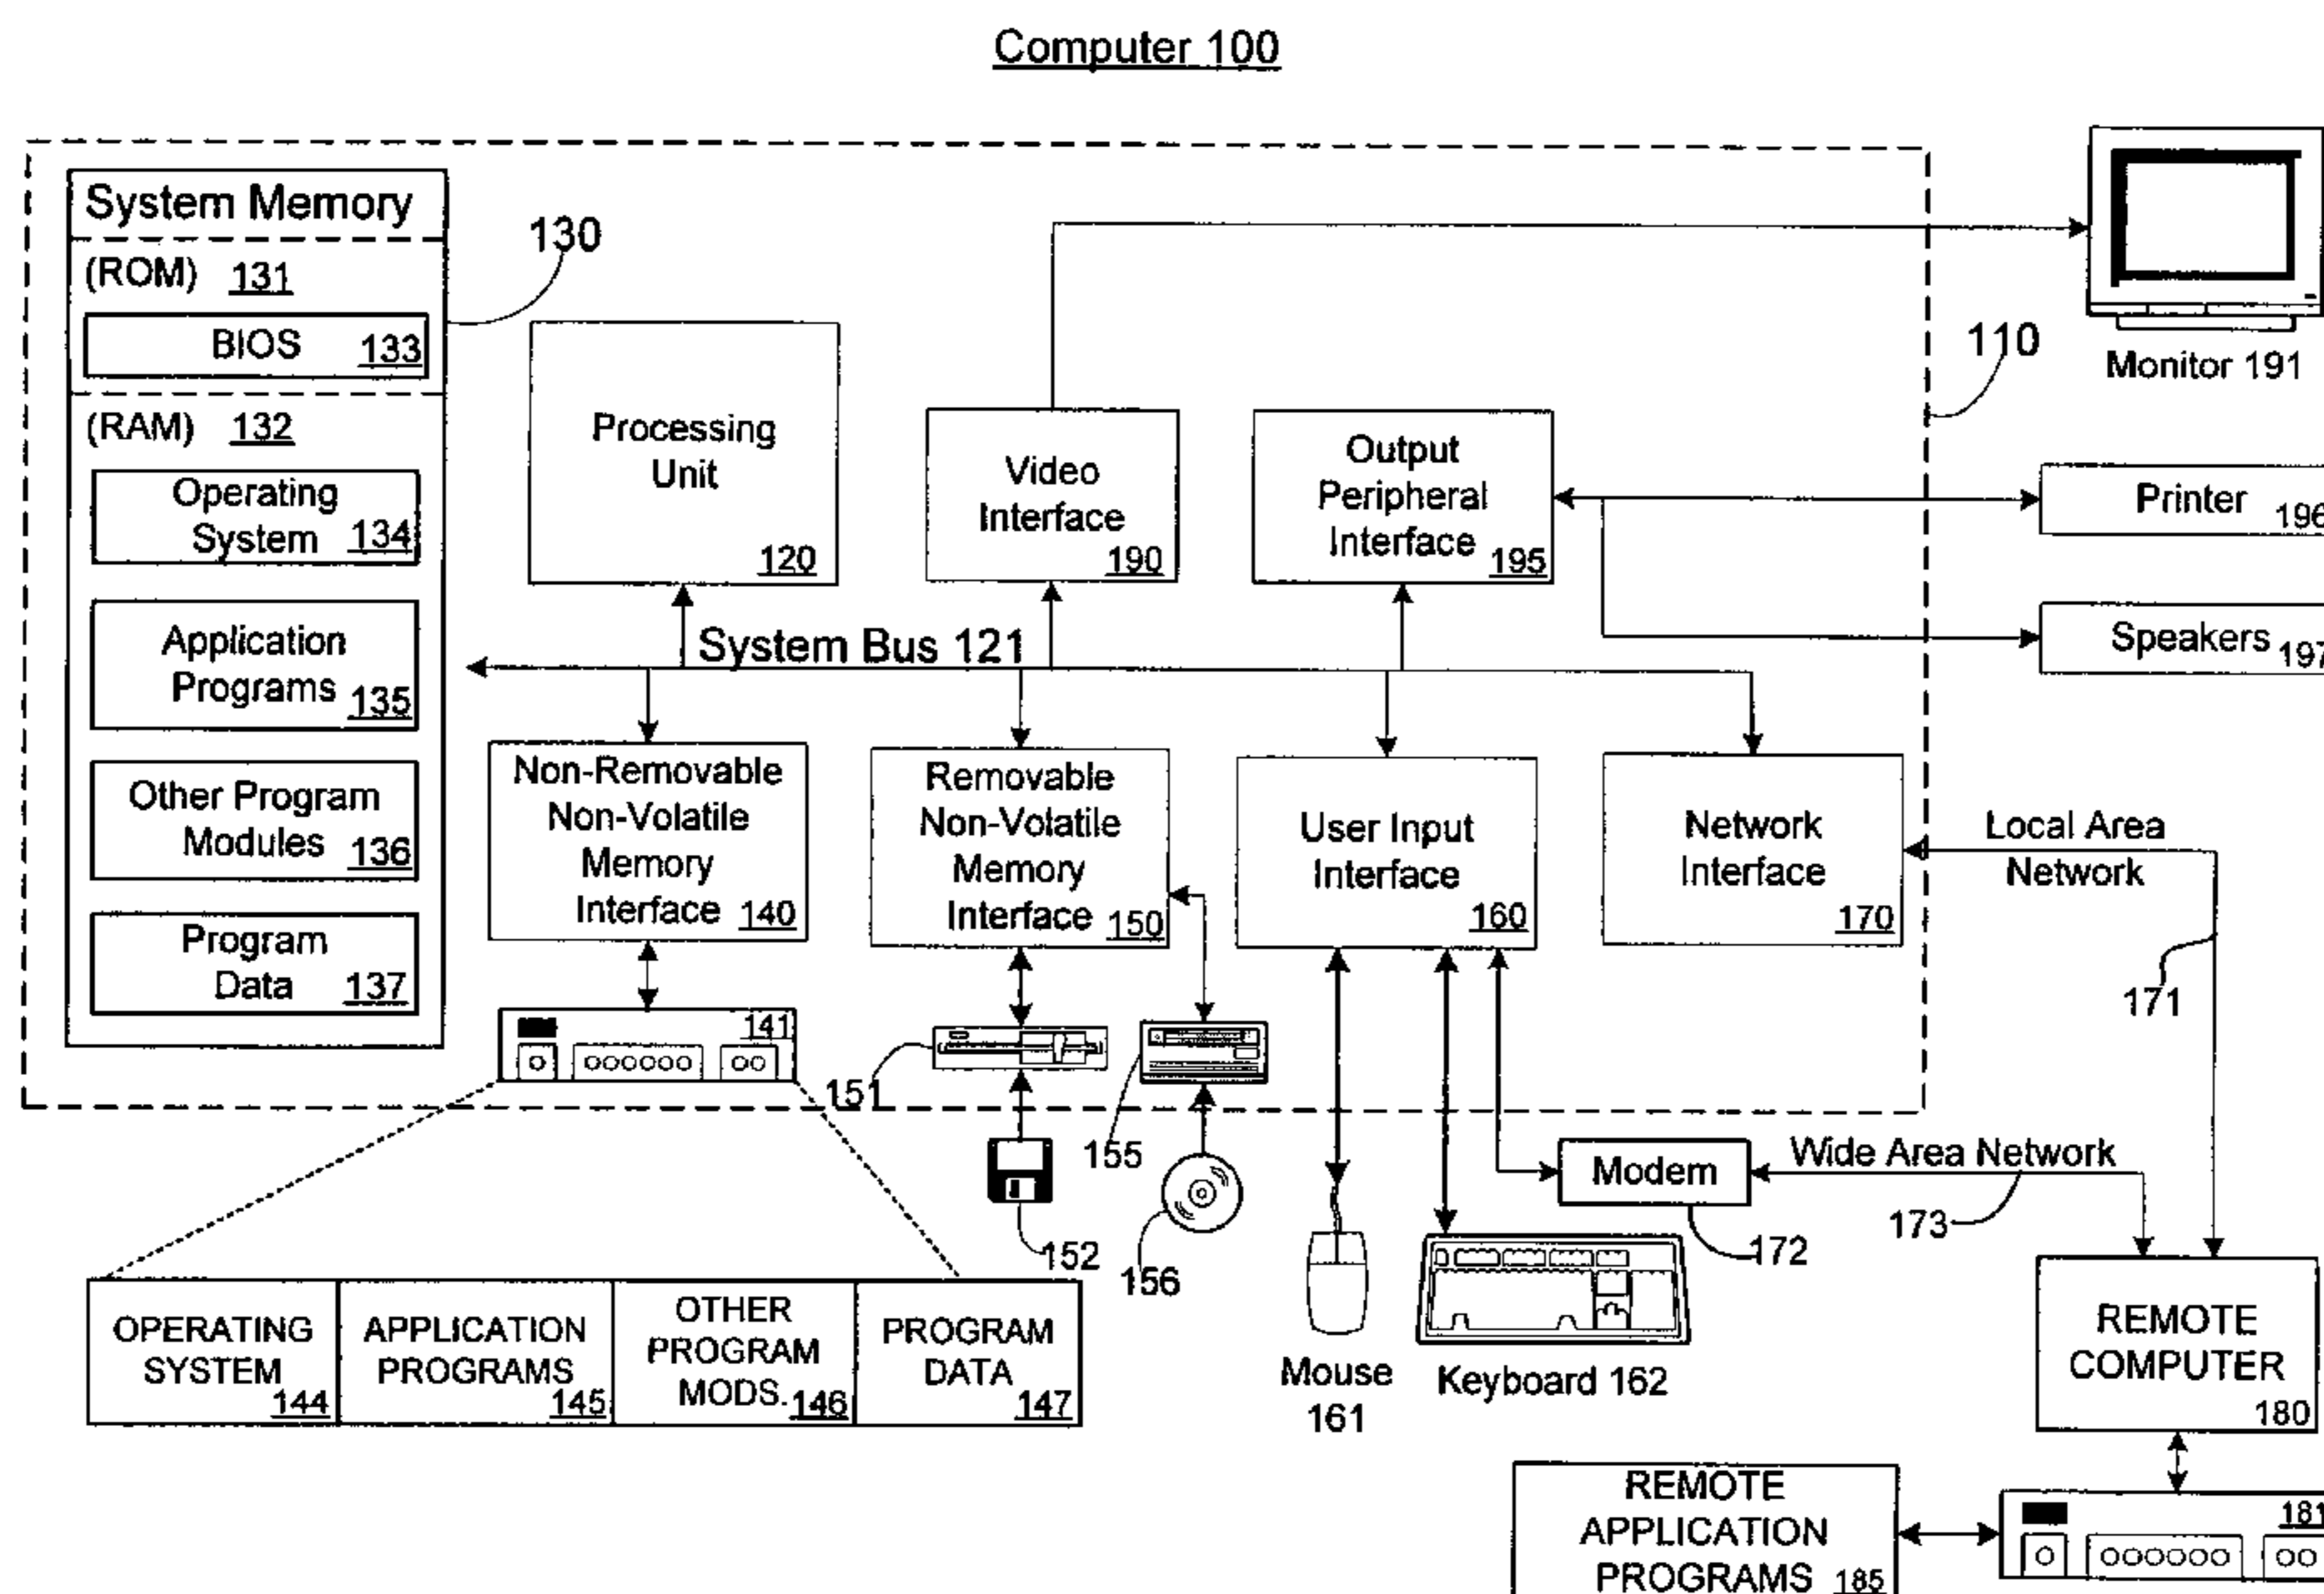 Computer 100
System Memory
(ROM) 131
BIOS 133
(RAM) 132
Operating
System 134
Application
Programs 135
Other Program
Modules 136
Program
Data 137
130
Processing
Unit
120
Video
Interface
190
Output
Peripheral
Interface 195
110
Monitor 191
Printer 196
Speakers 197
System Bus 121
Non-Removable
Non-Volatile
Memory
Interface 140
Removable
Non-Volatile
Memory
Interface 150
User Input
Interface
160
Network
Interface
170
Local Area
Network
171
141
151
155
152
156
Modem
172
Wide Area Network
173
Mouse
161
Keyboard 162
OPERATING
SYSTEM
144
APPLICATION
PROGRAMS
145
OTHER
PROGRAM
MODS. 146
PROGRAM
DATA
147
REMOTE
COMPUTER
180
181
REMOTE
APPLICATION
PROGRAMS 185